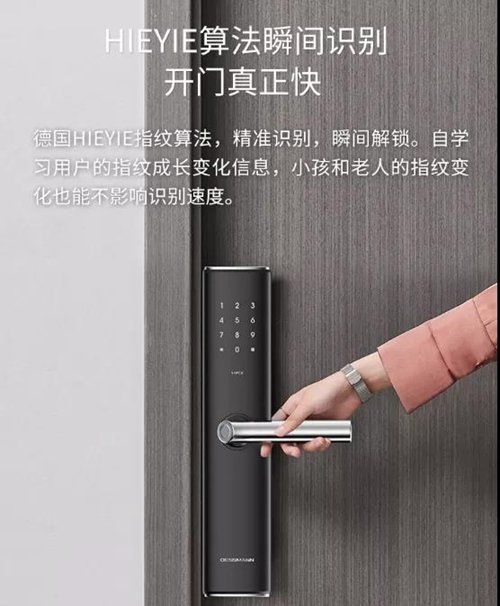 HIEYIE算法瞬间识别
开门真正快
德国HIEYIE指纹算法，精准识别，瞬间解锁。自学
习用户的指纹成长变化信息，小孩和老人的指纹变
化也能不影响识别速度。
1 2 3
4 5 6
7 8 9
* 0 #
DESSMANN